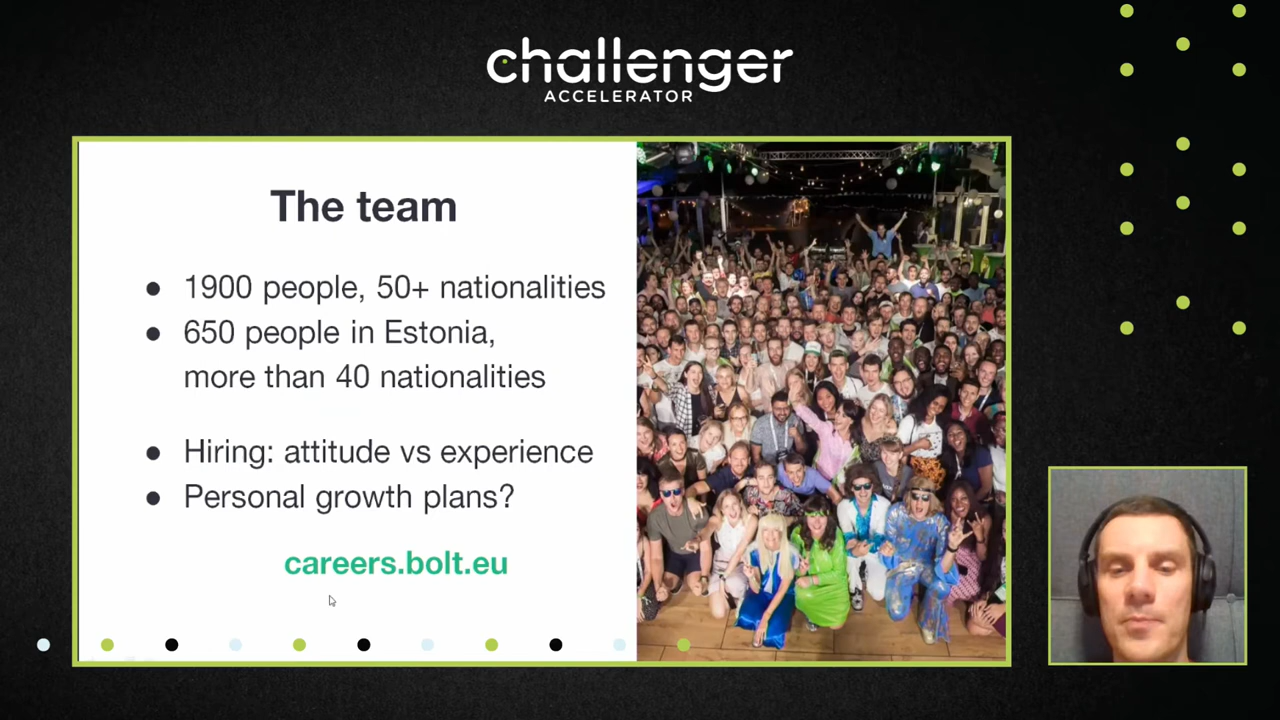 challenger
ACCELERATOR
The team
● 1900 people, 50+ nationalities
● 650 people in Estonia,
more than 40 nationalities
● Hiring: attitude vs experience
● Personal growth plans?
careers.bolt.eu